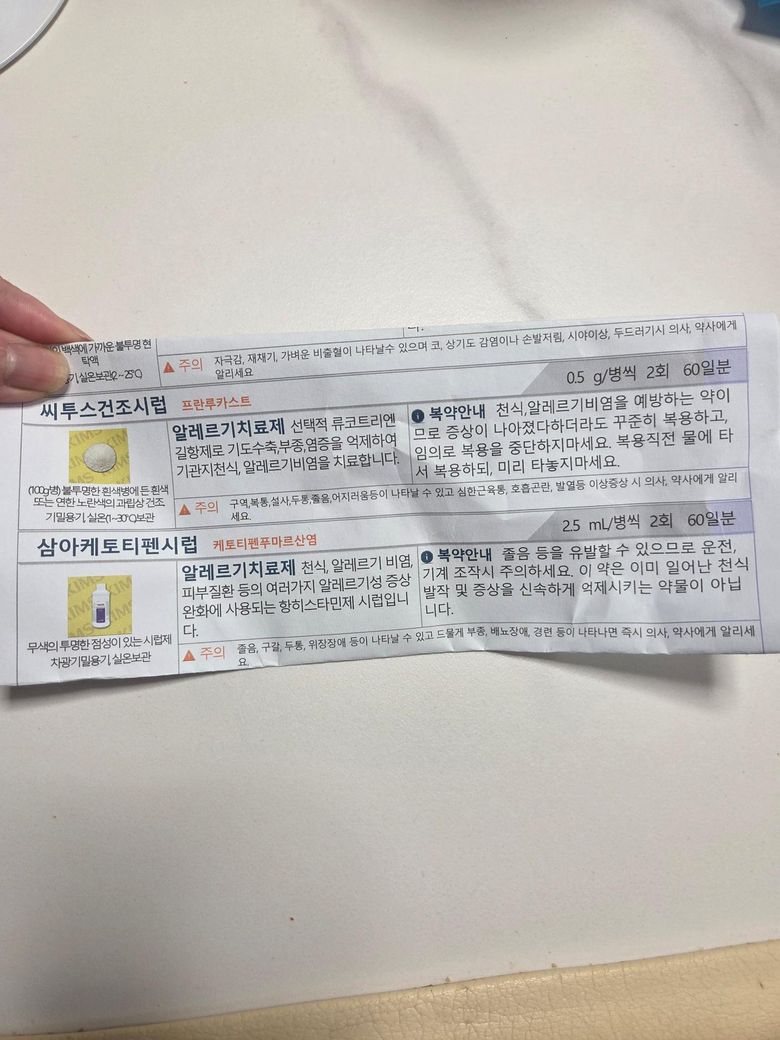 다.
백색에 가까운 불투명 현
탁액
실온보관(2~25℃)
주의 자극감, 재채기, 가벼운 비출혈이 나타날수 있으며 코, 상기도 감염이나 손발저림, 시야이상, 두드러기시 의사, 약사에게
알리세요
0.5 g/병씩 2회 60일분
씨투스건조시럽 프란루카스트
KIMS
(100g병) 불투명한 흰색병에 든 흰색
또는 연한 노란색의 과립상 건조.
기밀용기, 실온(1~30℃)보관
알레르기치료제 선택적 류코트리엔
길항제로 기도수축,부종,염증을 억제하여
기관지천식, 알레르기비염을 치료합니다.
복약안내 천식,알레르기비염을 예방하는 약이
므로 증상이 나아졌다하더라도 꾸준히 복용하고,
임의로 복용을 중단하지마세요. 복용직전 물에 타
서 복용하되, 미리 타놓지마세요.
주의 구역,복통,설사,두통,졸음,어지러움등이 나타날 수 있고 심한근육통, 호흡곤란, 발열등 이상증상 시 의사, 약사에게 알리
세요.
2.5 mL/병씩 2회 60일분
삼아케토티펜시럽 케토티펜푸마르산염
KIMS
무색의 투명한 점성이 있는 시럽제
차광기밀용기, 실온보관
알레르기치료제 천식, 알레르기 비염,
피부질환 등의 여러가지 알레르기성 증상
완화에 사용되는 항히스타민제 시럽입니
다.
복약안내 졸음 등을 유발할 수 있으므로 운전,
기계 조작시 주의하세요. 이 약은 이미 일어난 천식
발작 및 증상을 신속하게 억제시키는 약물이 아닙
니다.
주의 졸음, 구갈, 두통, 위장장애 등이 나타날 수 있고 드물게 부종, 배뇨장애, 경련 등이 나타나면 즉시 의사, 약사에게 알리세
요.